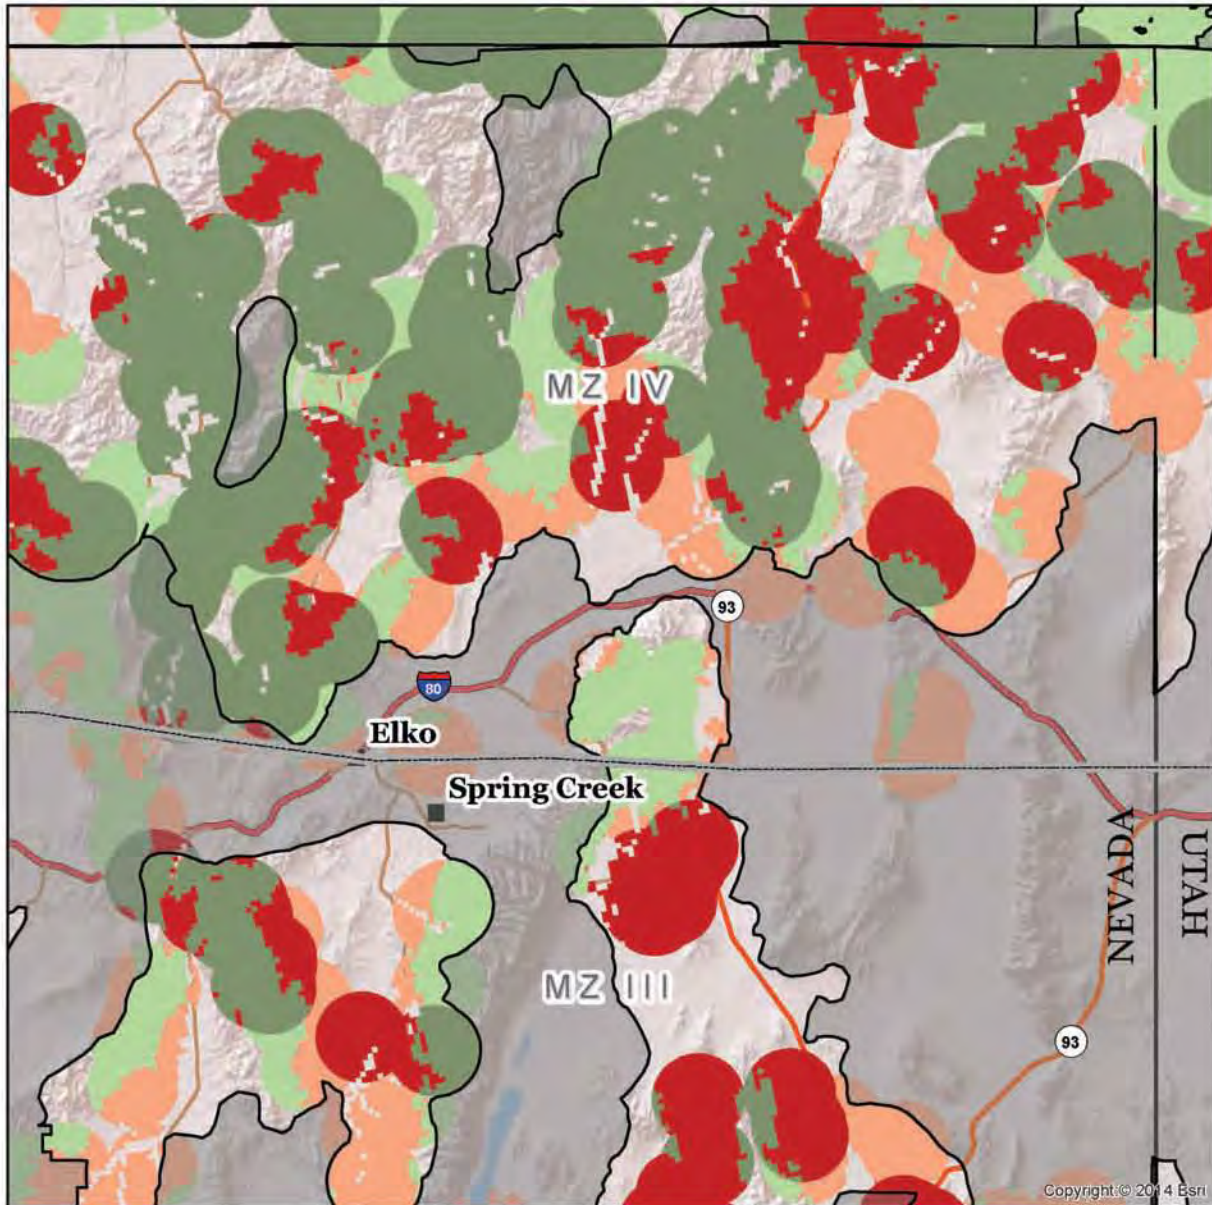 MZ IV
93
80
Elko
Spring Creek
NEVADA
UTAH
MZ III
93
Copyright:© 2014 Esri